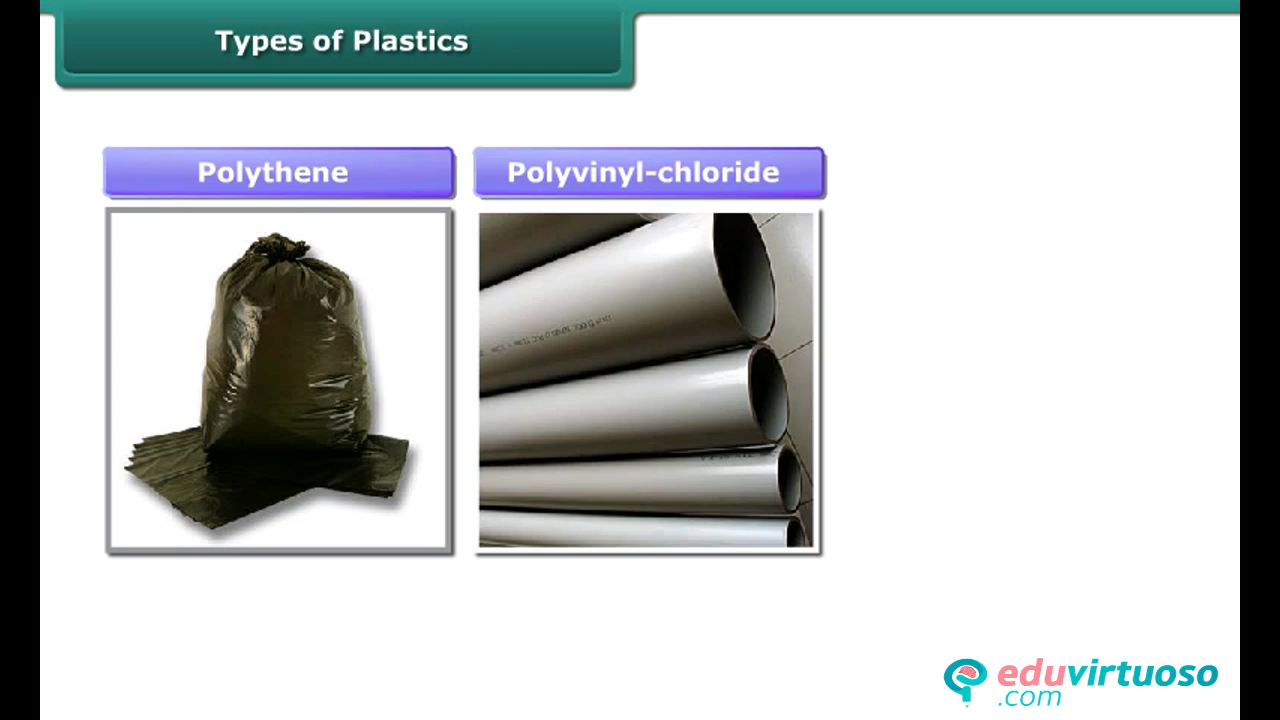 Types of Plastics
Polythene
Polyvinyl-chloride
eduvirtuoso
.com